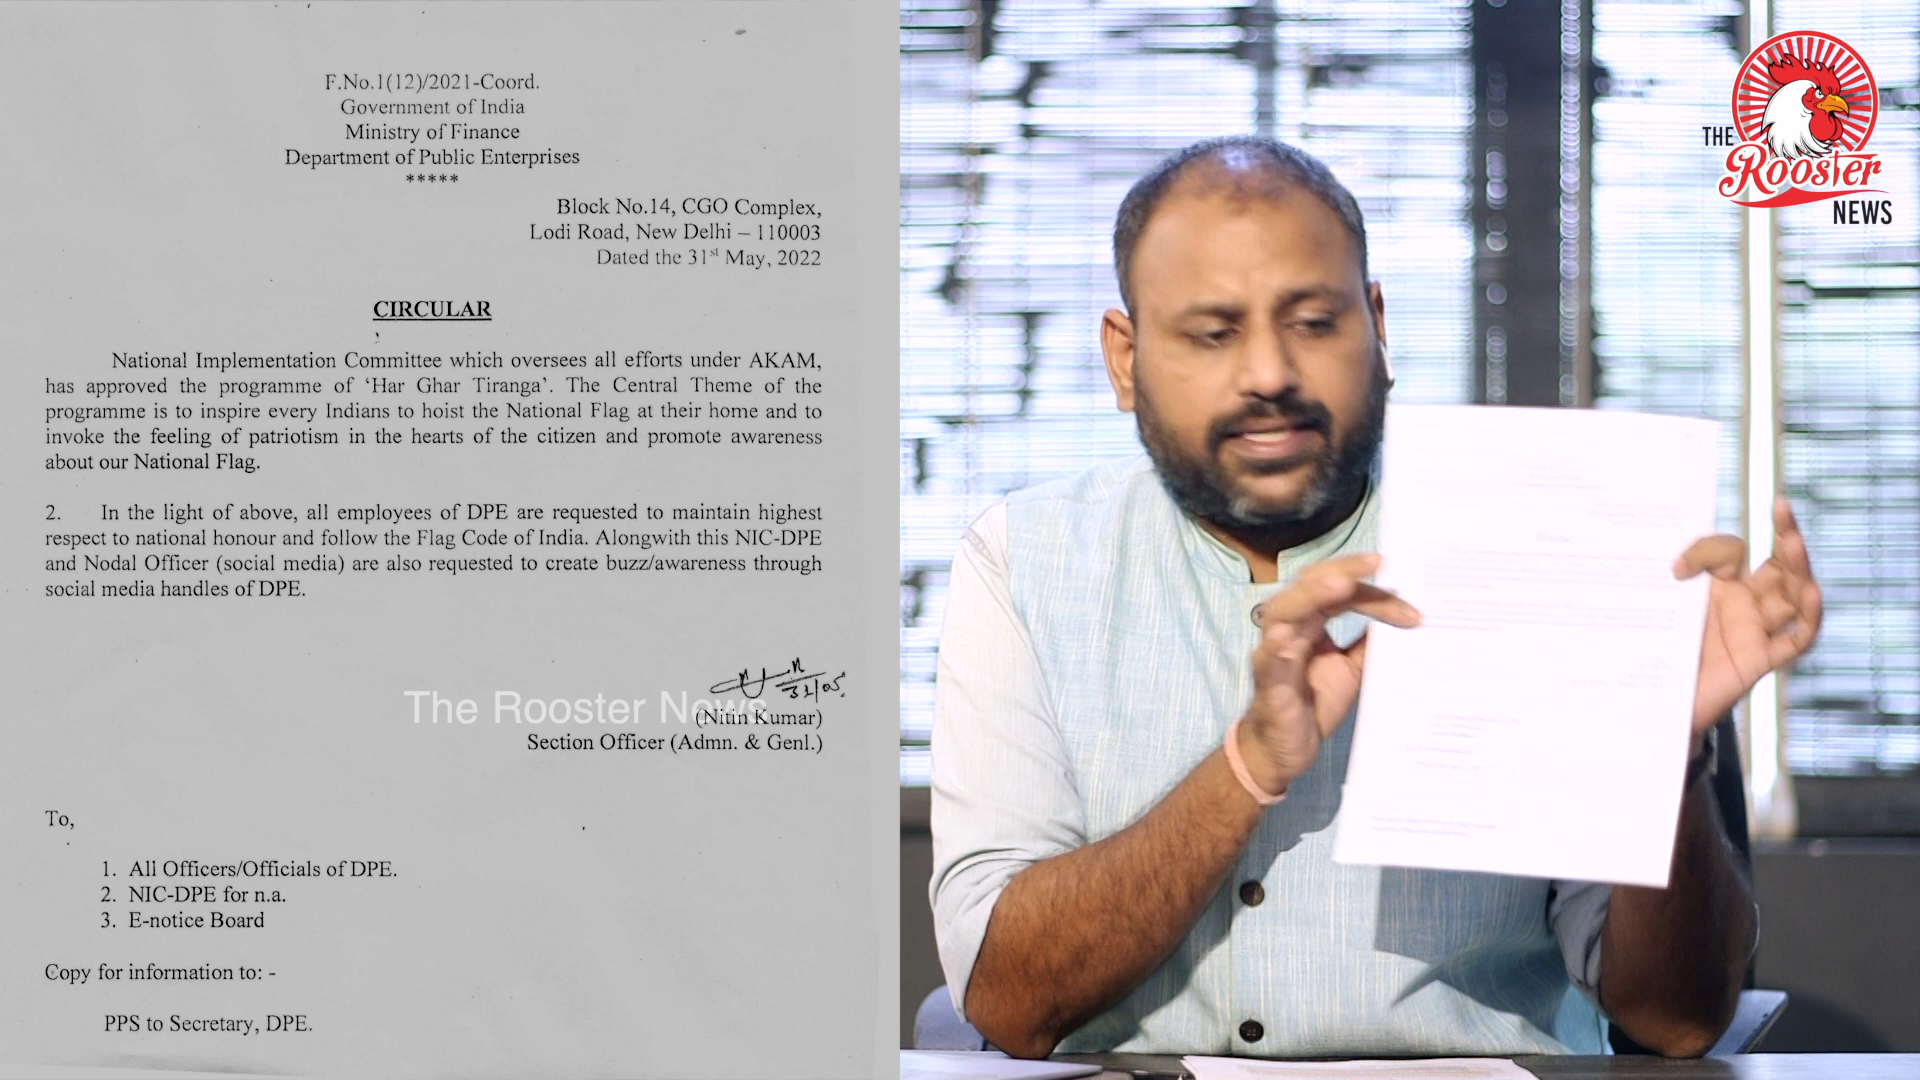 F.No.1(12)/2021-Coord.
Government of India
Ministry of Finance
Department of Public Enterprises
*****
Block No.14, CGO Complex,
Lodi Road, New Delhi – 110003
Dated the 31st May, 2022
CIRCULAR
National Implementation Committee which oversees all efforts under AKAM,
has approved the programme of ‘Har Ghar Tiranga’. The Central Theme of the
programme is to inspire every Indians to hoist the National Flag at their home and to
invoke the feeling of patriotism in the hearts of the citizen and promote awareness
about our National Flag.
2. In the light of above, all employees of DPE are requested to maintain highest
respect to national honour and follow the Flag Code of India. Alongwith this NIC-DPE
and Nodal Officer (social media) are also requested to create buzz/awareness through
social media handles of DPE.
31/05
The Rooster News
(Nitin Kumar)
Section Officer (Admn. & Genl.)
To,
1. All Officers/Officials of DPE.
2. NIC-DPE for n.a.
3. E-notice Board
Copy for information to: -
PPS to Secretary, DPE.
THE
Rooster
NEWS